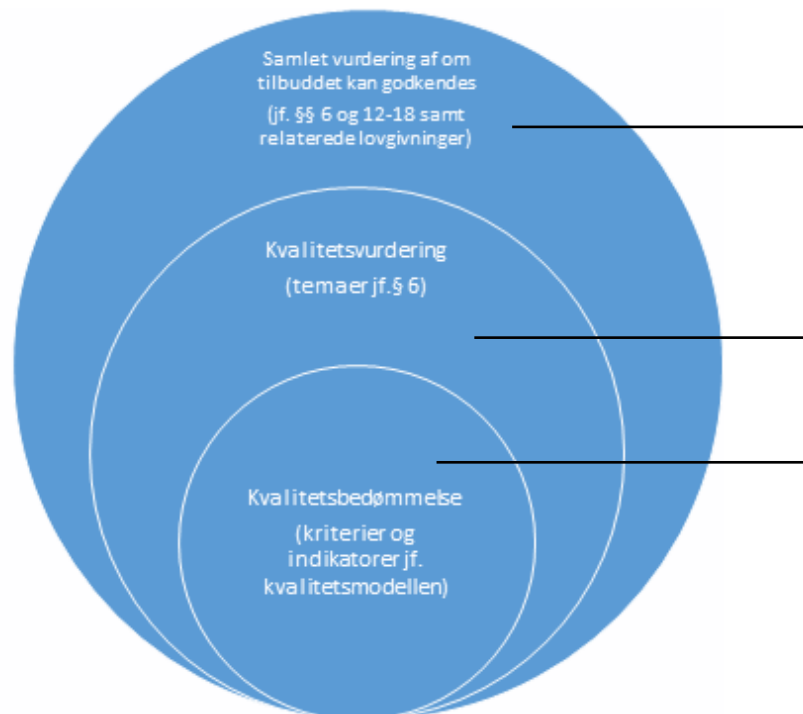 Samlet vurdering af om
tilbuddet kan godkendes
(jf. §§ 6 og 12-18 samt
relaterede lovgivninger)
Kvalitetsvurdering
(temaer jf. § 6)
Kvalitetsbedømmelse
(kriterier og
indikatorer jf.
kvalitetsmodellen)